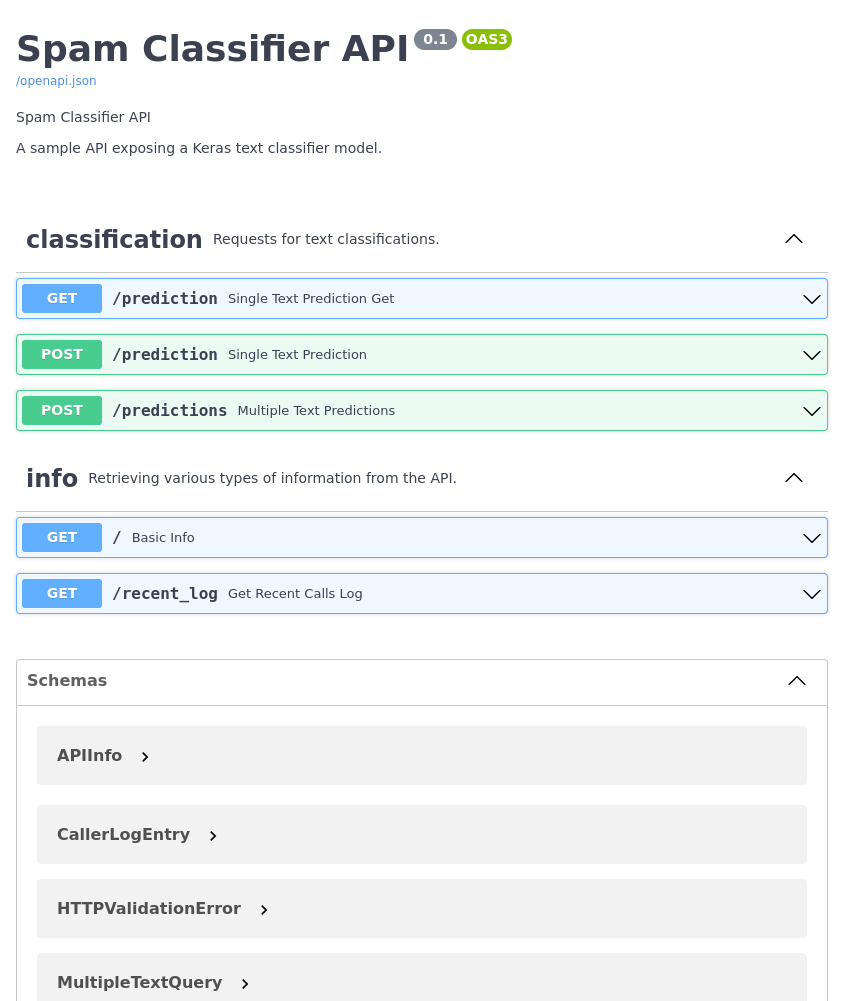 Spam Classifier API 0.1 OAS3
/openapi.json
Spam Classifier API
A sample API exposing a Keras text classifier model.
classification Requests for text classifications.
GET /prediction Single Text Prediction Get
POST /prediction Single Text Prediction
POST /predictions Multiple Text Predictions
info Retrieving various types of information from the API.
GET / Basic Info
GET /recent_log Get Recent Calls Log
Schemas
APIInfo
CallerLogEntry
HTTPValidationError
MultipleTextQuery